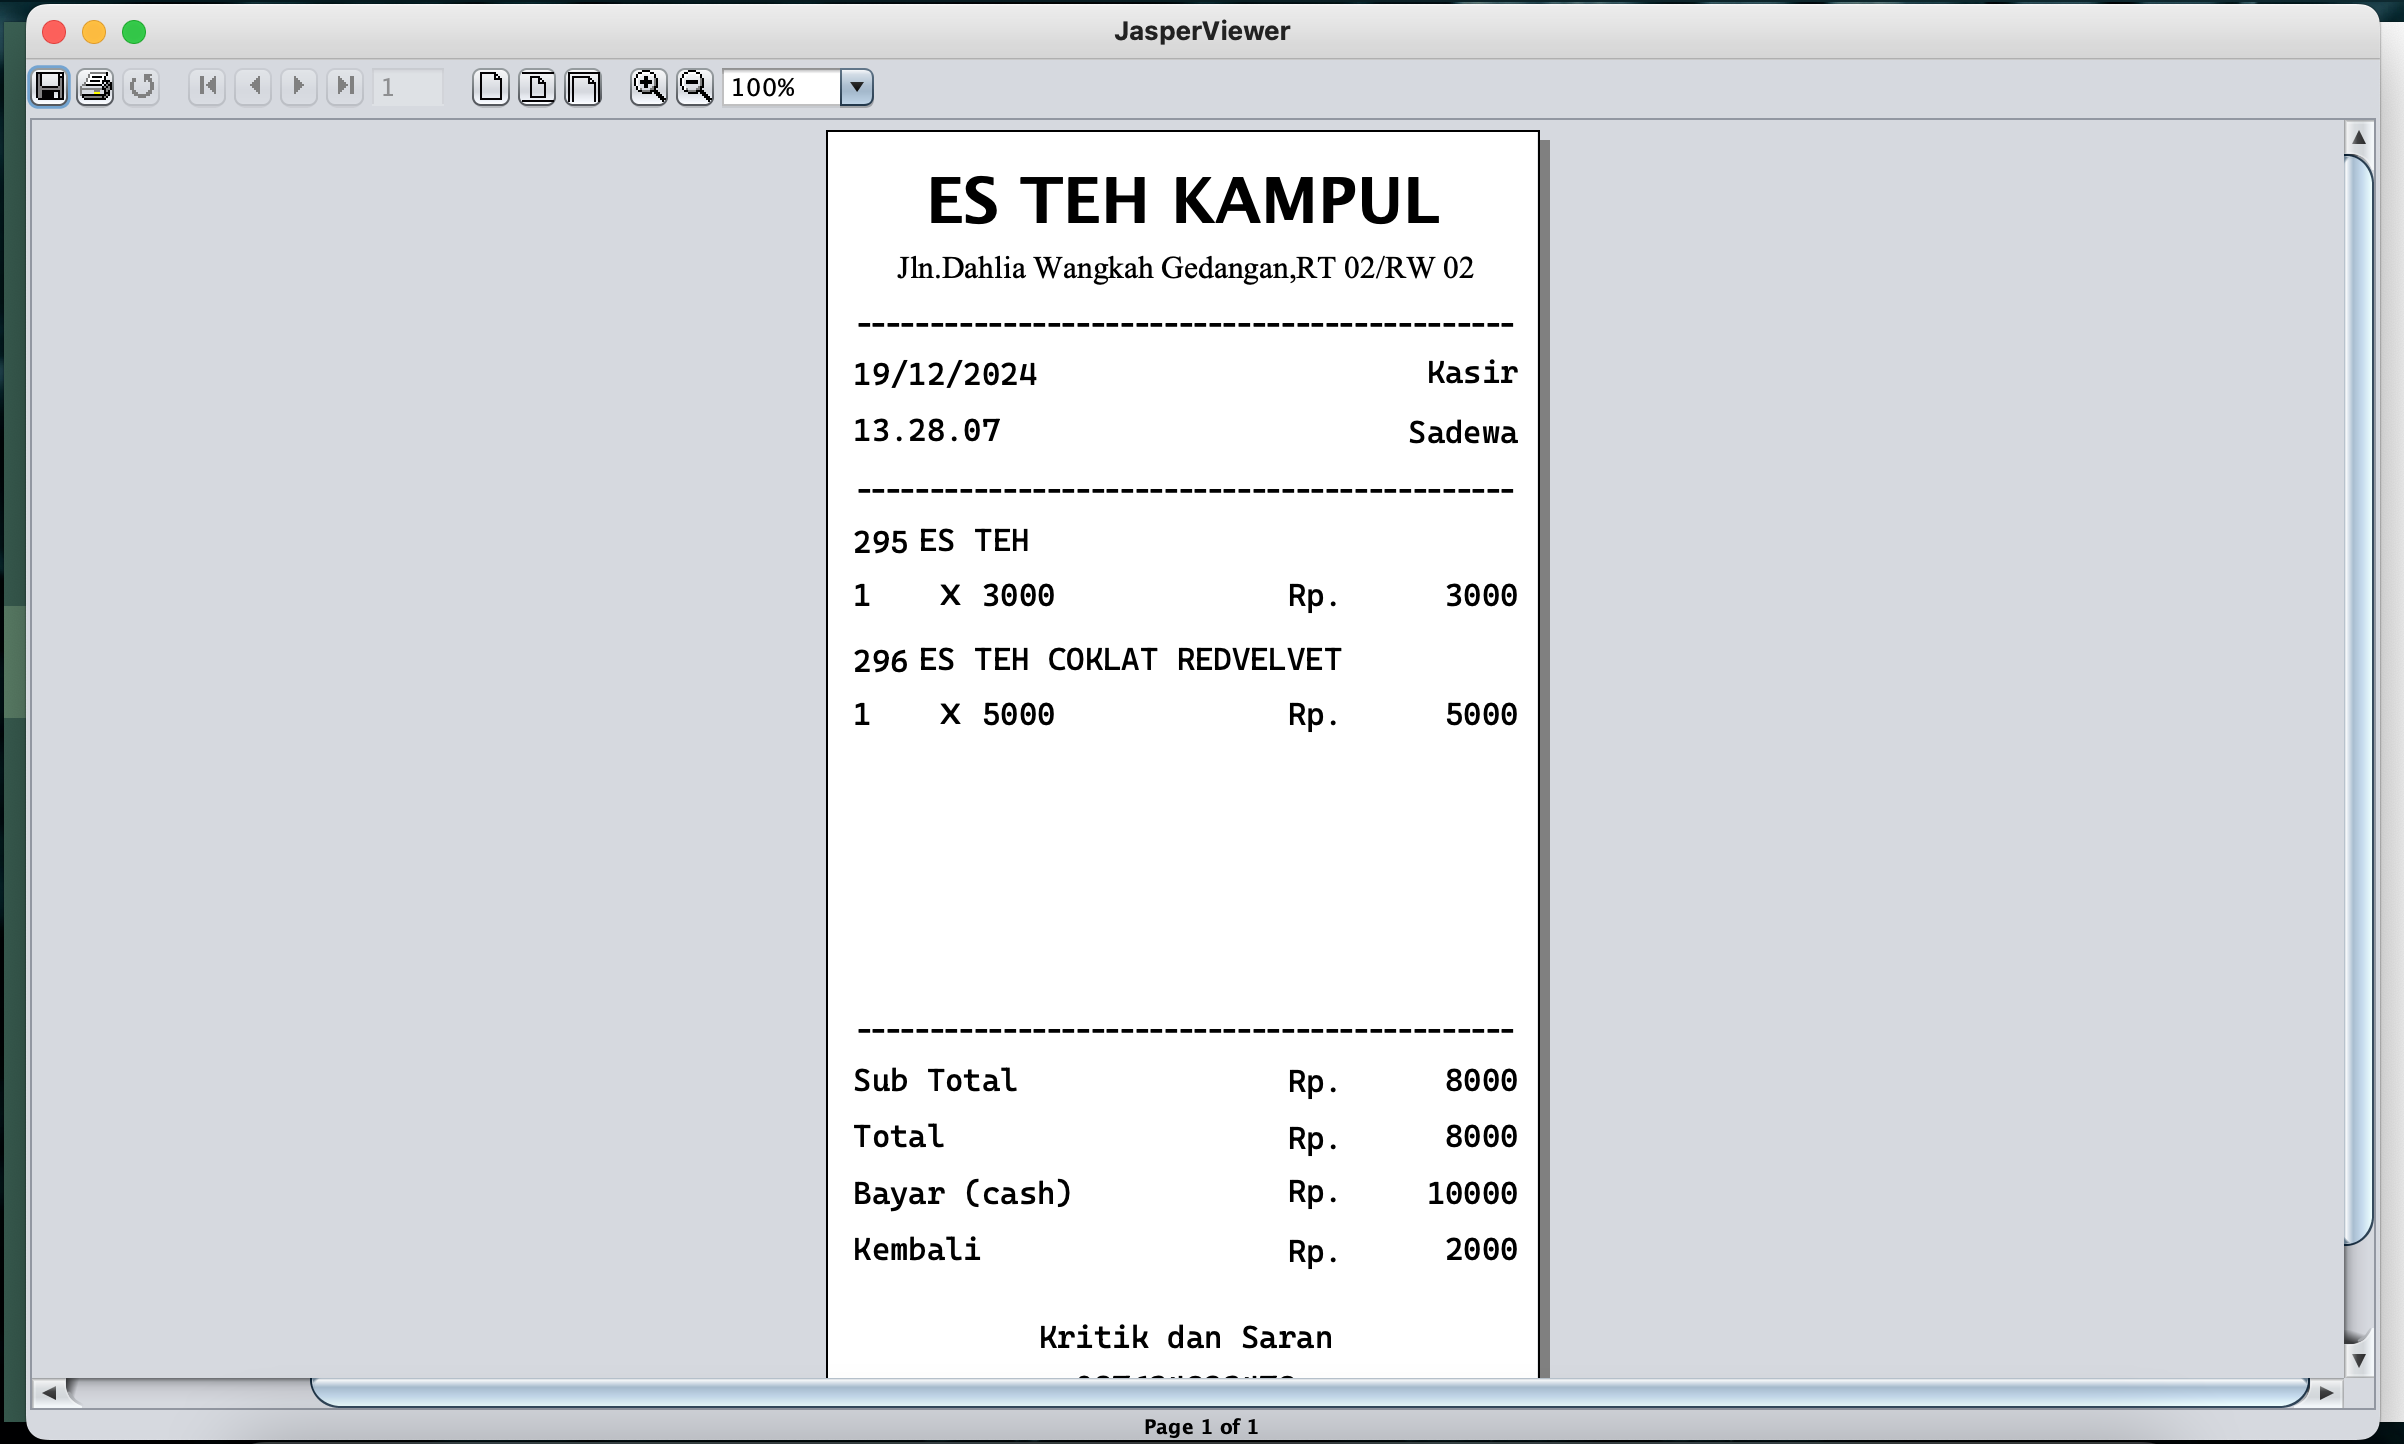 JasperViewer
1
100%
ES TEH KAMPUL
Jln.Dahlia Wangkah Gedangan,RT 02/RW 02
---------------------------------------------
19/12/2024 Kasir
13.28.07 Sadewa
---------------------------------------------
295 ES TEH
1 X 3000 Rp. 3000
296 ES TEH COKLAT REDVELVET
1 X 5000 Rp. 5000
---------------------------------------------
Sub Total Rp. 8000
Total Rp. 8000
Bayar (cash) Rp. 10000
Kembali Rp. 2000
Kritik dan Saran
Page 1 of 1